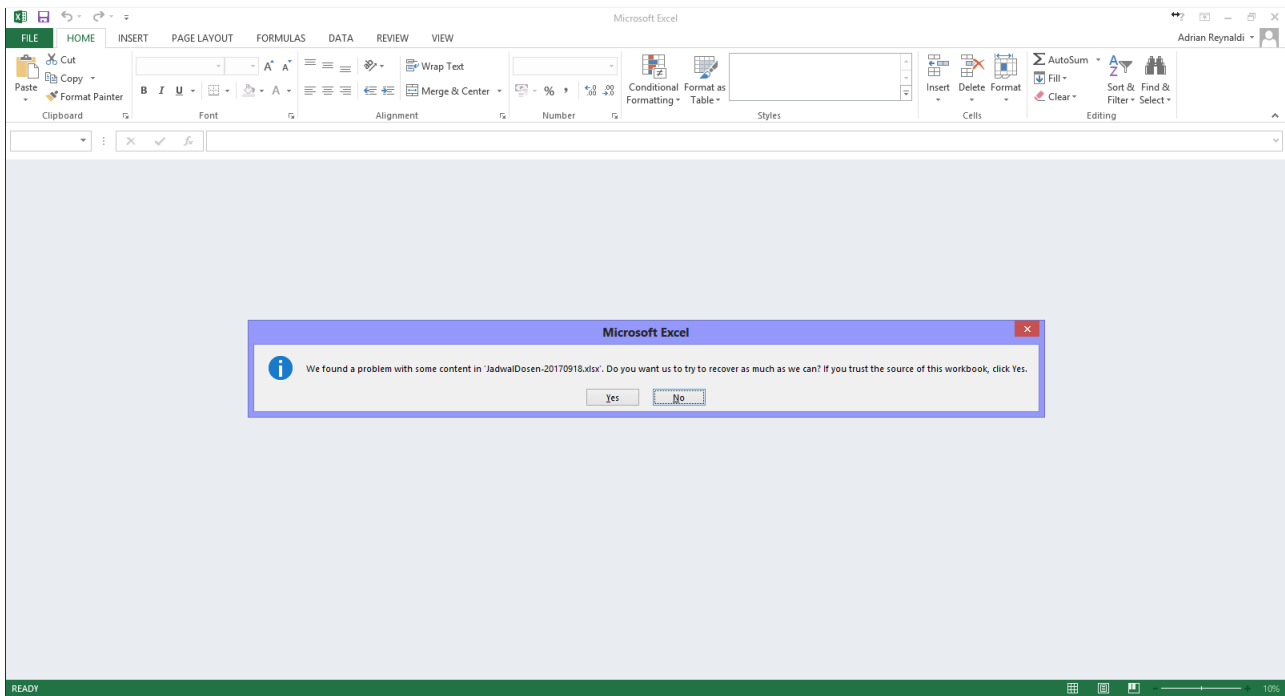 Microsoft Excel
?
FILE HOME INSERT PAGE LAYOUT FORMULAS DATA REVIEW VIEW
Adrian Reynaldi
Paste
Cut
Copy
Format Painter
Clipboard
A A
B I U A
Font
Wrap Text
Merge & Center
Alignment
% ,
Number
Conditional Formatting
Format as Table
Styles
Insert Delete Format
Cells
AutoSum
Fill
Clear
Sort & Filter
Find & Select
Editing
fx
Microsoft Excel
We found a problem with some content in 'JadwalDosen-20170918.xlsx'. Do you want us to try to recover as much as we can? If you trust the source of this workbook, click Yes.
Yes No
READY
10%